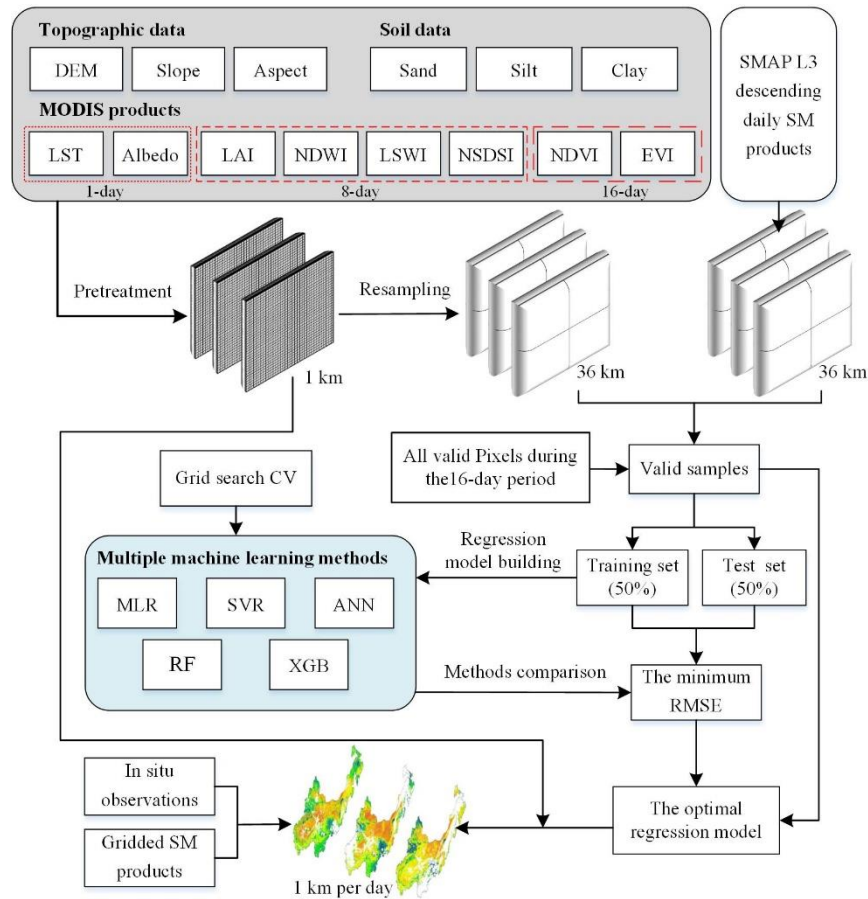 Topographic data
Soil data
DEM
Slope
Aspect
Sand
Silt
Clay
MODIS products
LST
Albedo
LAI
NDWI
LSWI
NSDSI
NDVI
EVI
1-day
8-day
16-day
SMAP L3
descending
daily SM
products
Pretreatment
Resampling
1 km
36 km
36 km
All valid Pixels during
the16-day period
Valid samples
Grid search CV
Multiple machine learning methods
MLR
SVR
ANN
RF
XGB
Regression
model building
Training set
(50%)
Test set
(50%)
Methods comparison
The minimum
RMSE
In situ
observations
Gridded SM
products
1 km per day
The optimal
regression model